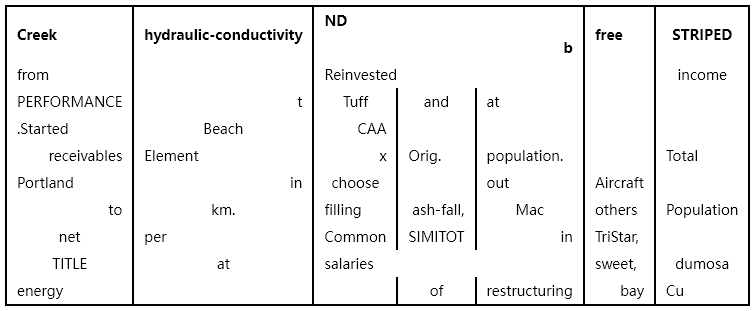 Creek hydraulic-conductivity ND b free STRIPED
from Reinvested income
PERFORMANCE t Tuff and at
.Started Beach CAA
receivables Element x Orig. population. Total
Portland in choose out Aircraft
to km. filling ash-fall, Mac others Population
net per Common SIMITOT in TriStar,
TITLE at salaries sweet, dumosa
energy of restructuring bay Cu